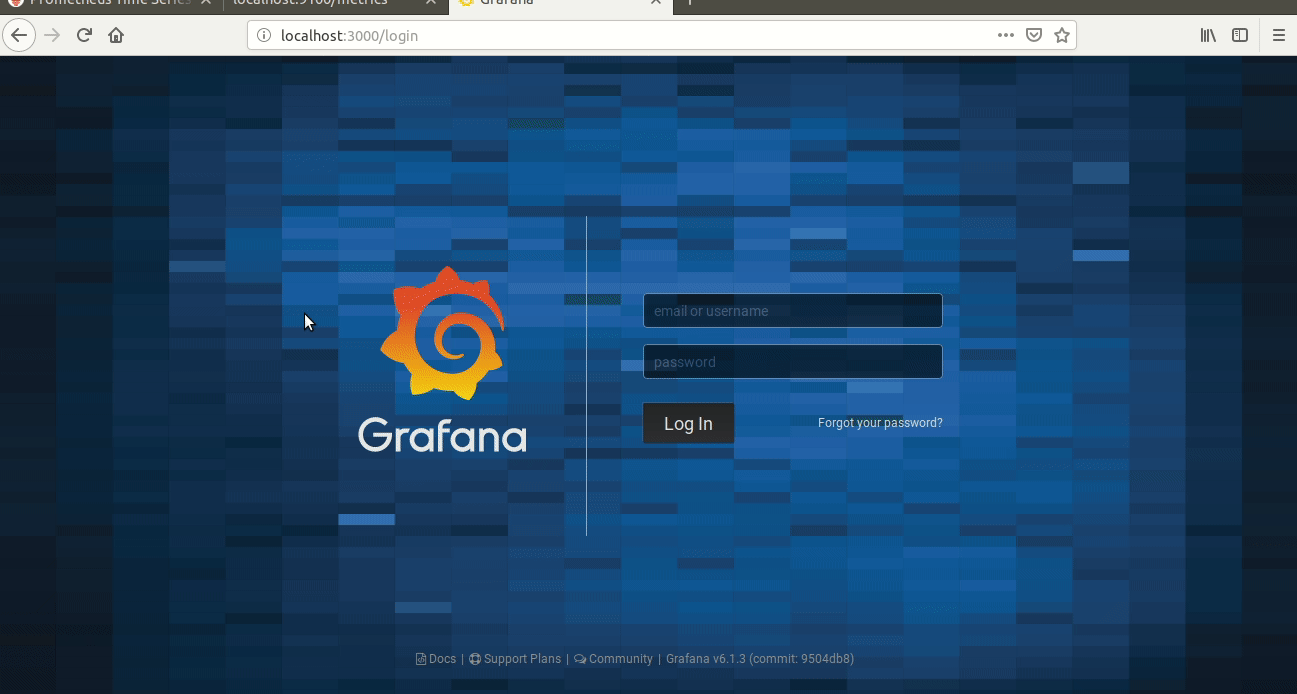 Prometheus Time Series
localhost:9100/metrics
Grafana
localhost:3000/login
email or username
password
Log In
Forgot your password?
Grafana
Docs | Support Plans | Community | Grafana v6.1.3 (commit: 9504db8)